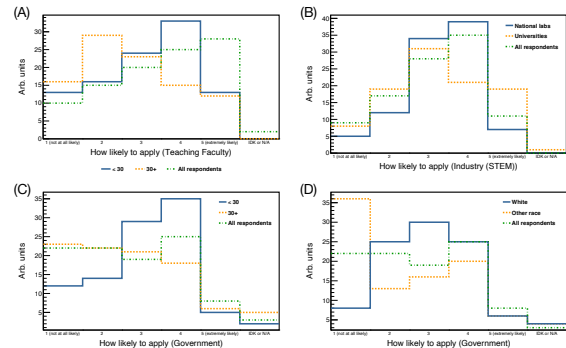 (A)
Arb. units
30
25
20
15
10
5
1 (not at all likely) 2 3 4 5 (extremely likely) IDK or N/A
How likely to apply (Teaching Faculty)
< 30 30+ All respondents
(B)
Arb. units
40
35
30
25
20
15
10
5
National labs
Universities
All respondents
1 (not at all likely) 2 3 4 5 (extremely likely) IDK or N/A
How likely to apply (Industry (STEM))
(C)
Arb. units
35
30
25
20
15
10
5
< 30
30+
All respondents
1 (not at all likely) 2 3 4 5 (extremely likely) IDK or N/A
How likely to apply (Government)
(D)
Arb. units
35
30
25
20
15
10
5
White
Other race
All respondents
1 (not at all likely) 2 3 4 5 (extremely likely) IDK or N/A
How likely to apply (Government)